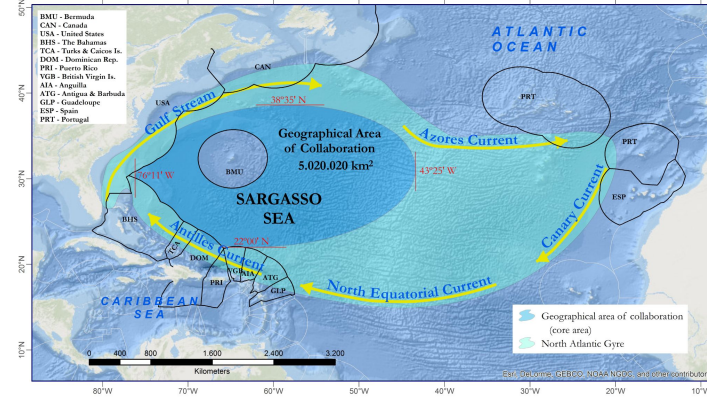 50°N
40°N
30°N
20°N
10°N
BMU - Bermuda
CAN - Canada
USA - United States
BHS - The Bahamas
TCA - Turks & Caicos Is.
DOM - Dominican Rep.
PRI - Puerto Rico
VGB - British Virgin Is.
AIA - Anguilla
ATG - Antigua & Barbuda
GLP - Guadeloupe
ESP - Spain
PRT - Portugal
ATLANTIC
OCEAN
CAN
USA
Gulf Stream
38°35' N
PRT
PRT
Azores Current
Geographical Area
of Collaboration
5.020.020 km²
BMU
76°11' W
43°25' W
SARGASSO
SEA
ESP
Canary Current
BHS
TCA
Antilles Current
22°00' N
DOM
PRI
VGB
AIA
ATG
GLP
North Equatorial Current
CARIBBEAN
SEA
Geographical area of collaboration
(core area)
North Atlantic Gyre
0 400 800 1.600 2.400 3.200
Kilometers
Esri, DeLorme, GEBCO, NOAA NGDC, and other contributor
80°W 70°W 60°W 50°W 40°W 30°W 20°W 10°W